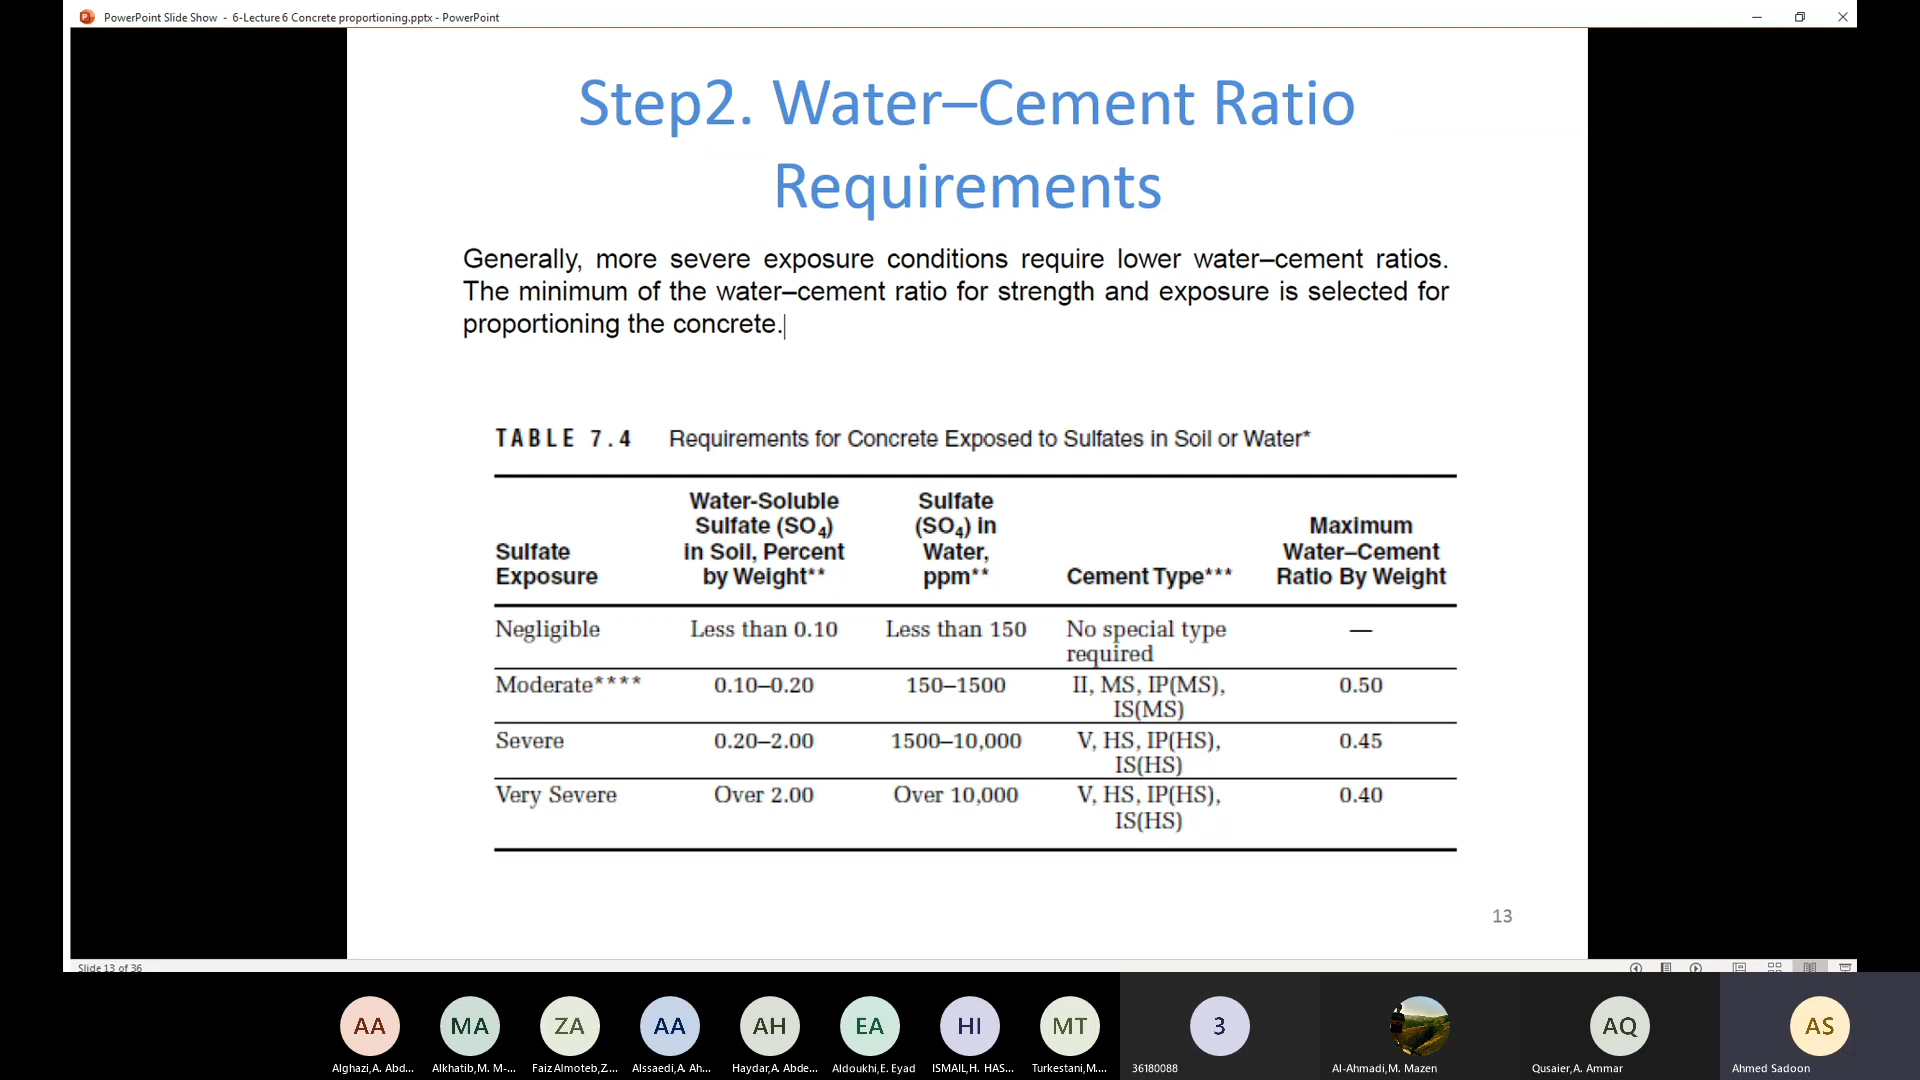 PowerPoint Slide Show - 6-Lecture 6 Concrete proportioning.pptx - PowerPoint
Step2. Water–Cement Ratio
Requirements
Generally, more severe exposure conditions require lower water–cement ratios.
The minimum of the water–cement ratio for strength and exposure is selected for
proportioning the concrete.
TABLE 7.4 Requirements for Concrete Exposed to Sulfates in Soil or Water*
Sulfate Exposure | Water-Soluble Sulfate (SO4) in Soil, Percent by Weight** | Sulfate (SO4) in Water, ppm** | Cement Type*** | Maximum Water–Cement Ratio By Weight
Negligible Less than 0.10 Less than 150 No special type required —
Moderate**** 0.10–0.20 150–1500 II, MS, IP(MS), IS(MS) 0.50
Severe 0.20–2.00 1500–10,000 V, HS, IP(HS), IS(HS) 0.45
Very Severe Over 2.00 Over 10,000 V, HS, IP(HS), IS(HS) 0.40
13
Slide 13 of 36
AA MA ZA AA AH EA HI MT 3 AQ AS
Alghazi,A. Abd... Alkhatib,M. M-... Faiz Almoteb,Z.... Alssaedi,A. Ah... Haydar,A. Abde... Aldoukhi,E. Eyad ISMAIL,H. HAS... Turkestani,M.... 36180088 Al-Ahmadi,M. Mazen Qusaier,A. Ammar Ahmed Sadoon